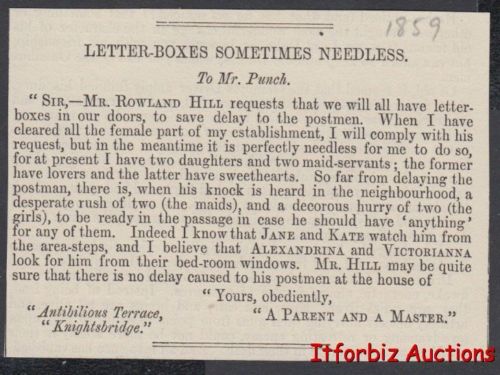 1859
LETTER-BOXES SOMETIMES NEEDLESS.
To Mr. Punch.
"SIR,—MR. ROWLAND HILL requests that we will all have letter-
boxes in our doors, to save delay to the postmen. When I have
cleared all the female part of my establishment, I will comply with his
request, but in the meantime it is perfectly needless for me to do so,
for at present I have two daughters and two maid-servants; the former
have lovers and the latter have sweethearts. So far from delaying the
postman, there is, when his knock is heard in the neighbourhood, a
desperate rush of two (the maids), and a decorous hurry of two (the
girls), to be ready in the passage in case he should have 'anything'
for any of them. Indeed I know that JANE and KATE watch him from
the area-steps, and I believe that ALEXANDRINA and VICTORIANNA
look for him from their bed-room windows. MR. HILL may be quite
sure that there is no delay caused to his postmen at the house of
"Yours, obediently,
"Antibilious Terrace, "A PARENT AND A MASTER."
"Knightsbridge."
Itforbiz Auctions